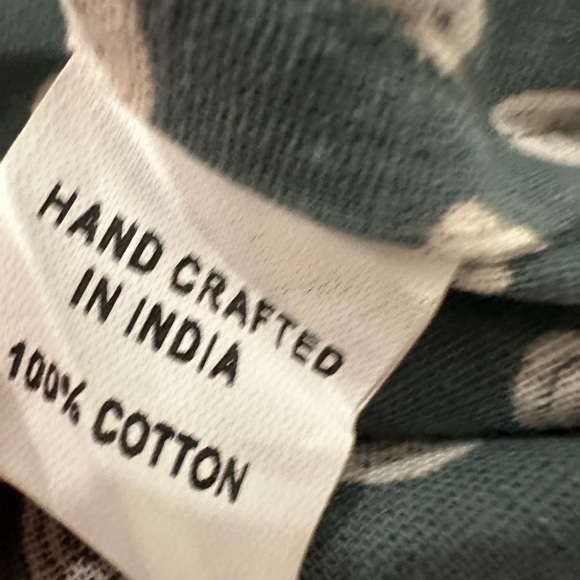 HAND CRAFTED
IN INDIA
100% COTTON